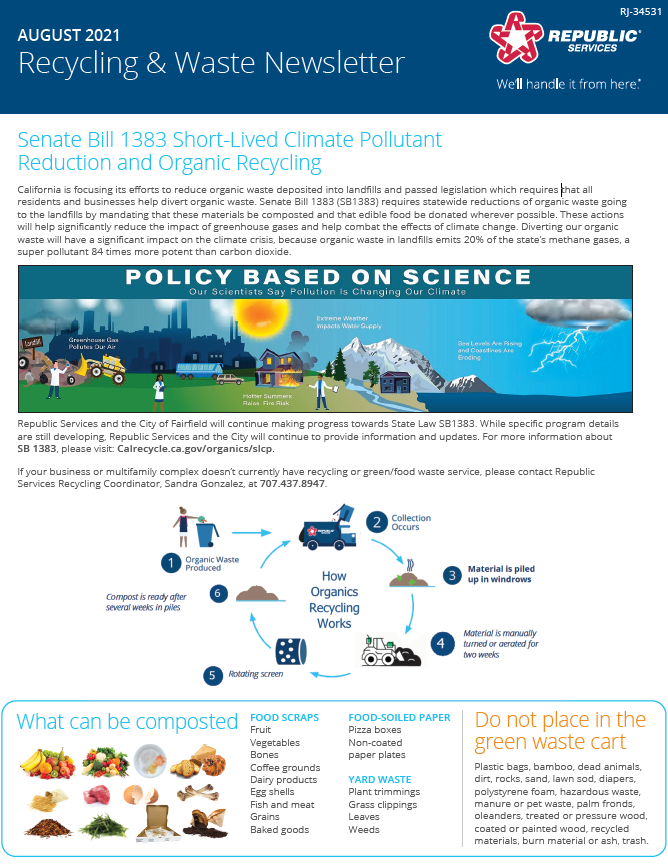 RJ-34531
AUGUST 2021
Recycling & Waste Newsletter
REPUBLIC
SERVICES
We'll handle it from here.
Senate Bill 1383 Short-Lived Climate Pollutant
Reduction and Organic Recycling
California is focusing its efforts to reduce organic waste deposited into landfills and passed legislation which requires that all
residents and businesses help divert organic waste. Senate Bill 1383 (SB1383) requires statewide reductions of organic waste going
to the landfills by mandating that these materials be composted and that edible food be donated wherever possible. These actions
will help significantly reduce the impact of greenhouse gases and help combat the effects of climate change. Diverting our organic
waste will have a significant impact on the climate crisis, because organic waste in landfills emits 20% of the state's methane gases, a
super pollutant 84 times more potent than carbon dioxide.
POLICY BASED ON SCIENCE
Our Scientists Say Pollution Is Changing Our Climate
landfill
Greenhouse Gas
Pollutes Our Air
Extreme Weather
Impacts Water Supply
Sea Levels Are Rising
and Coastlines Are
Eroding
Hotter Summers
Raise Fire Risk
Republic Services and the City of Fairfield will continue making progress towards State Law SB1383. While specific program details
are still developing, Republic Services and the City will continue to provide information and updates. For more information about
SB 1383, please visit: Calrecycle.ca.gov/organics/slcp.
If your business or multifamily complex doesn't currently have recycling or green/food waste service, please contact Republic
Services Recycling Coordinator, Sandra Gonzalez, at 707.437.8947.
How
Organics
Recycling
Works
1 Organic Waste
Produced
REPUBLIC
2 Collection
Occurs
3 Material is piled
up in windrows
4 Material is manually
turned or aerated for
two weeks
5 Rotating screen
6 Compost is ready after
several weeks in piles
What can be composted
FOOD SCRAPS
Fruit
Vegetables
Bones
Coffee grounds
Dairy products
Egg shells
Fish and meat
Grains
Baked goods
FOOD-SOILED PAPER
Pizza boxes
Non-coated
paper plates
YARD WASTE
Plant trimmings
Grass clippings
Leaves
Weeds
Do not place in the
green waste cart
Plastic bags, bamboo, dead animals,
dirt, rocks, sand, lawn sod, diapers,
polystyrene foam, hazardous waste,
manure or pet waste, palm fronds,
oleanders, treated or pressure wood,
coated or painted wood, recycled
materials, burn material or ash, trash.